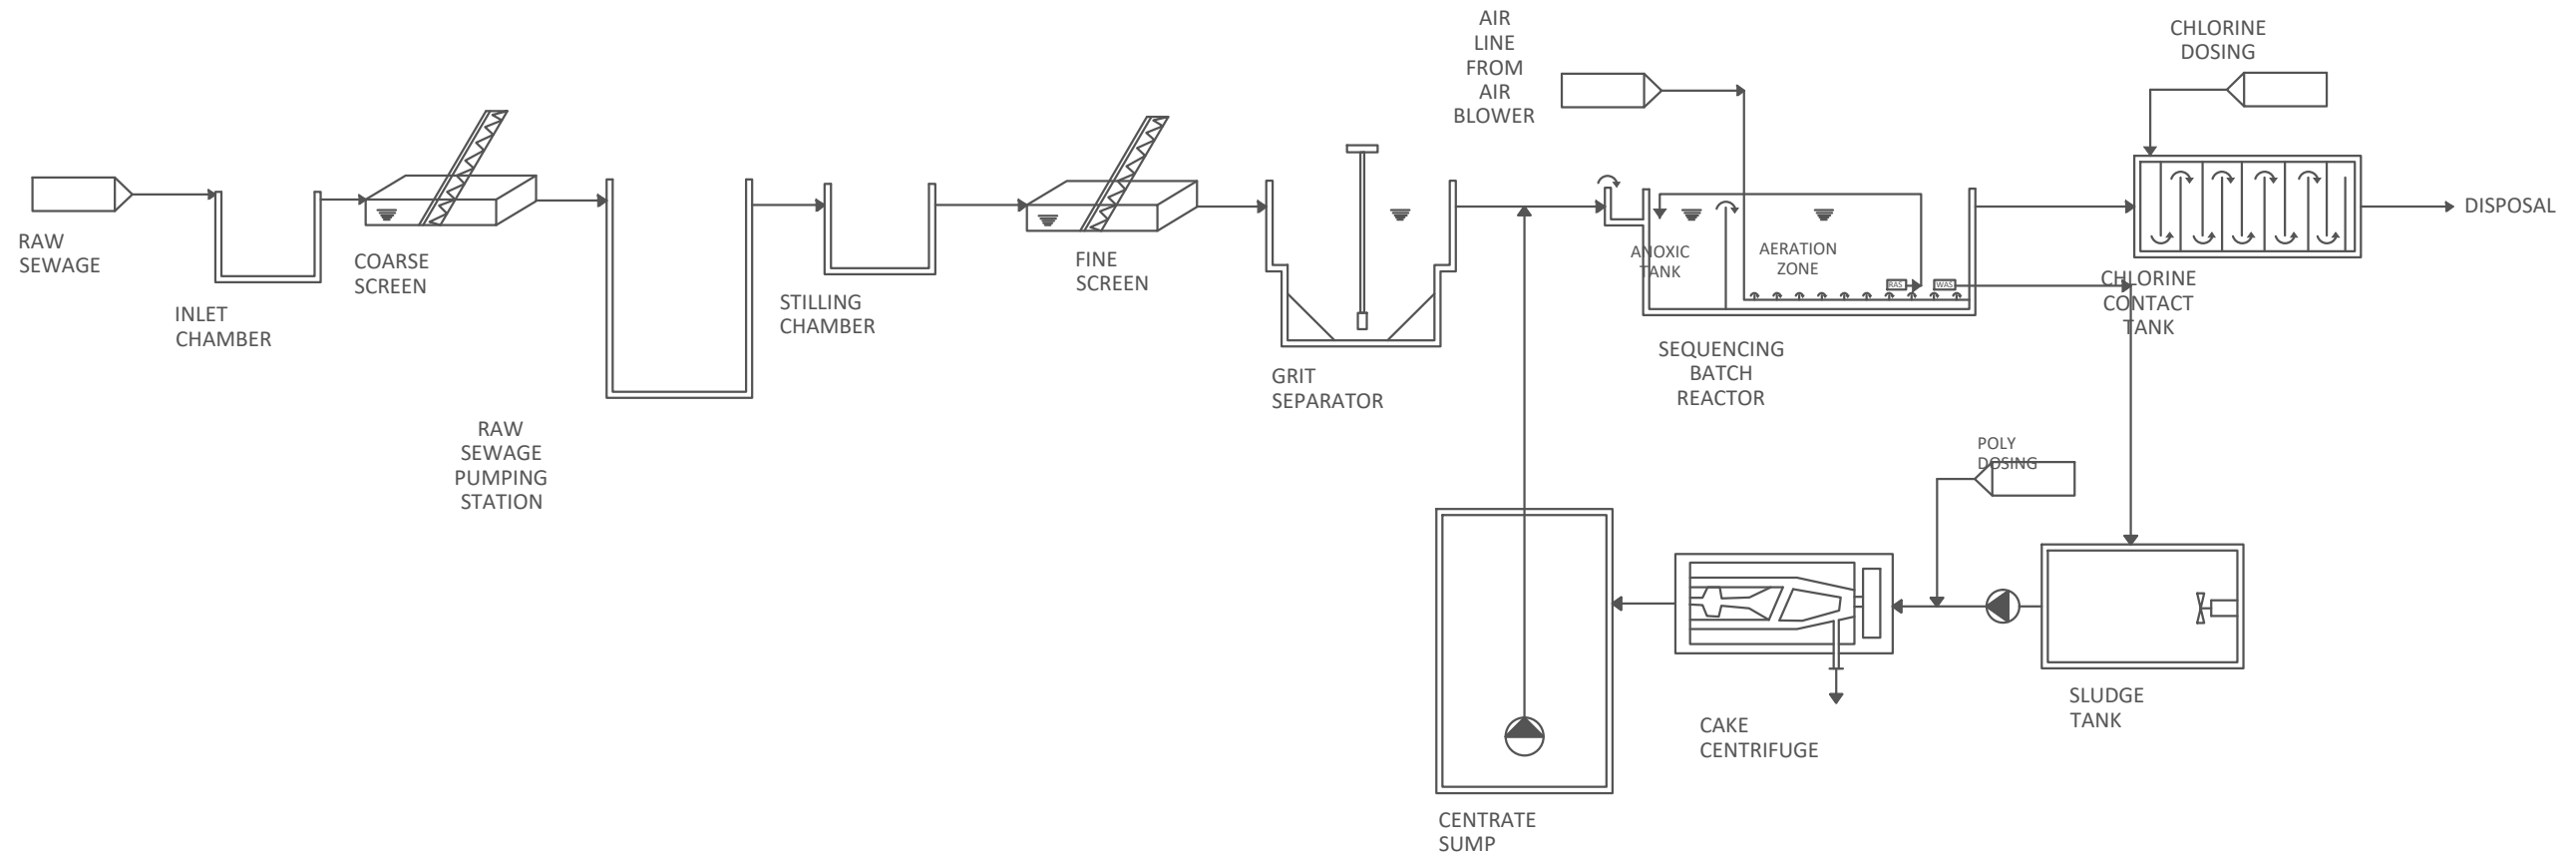 AIR
LINE
FROM
AIR
BLOWER
CHLORINE
DOSING
RAW
SEWAGE
INLET
CHAMBER
COARSE
SCREEN
RAW
SEWAGE
PUMPING
STATION
STILLING
CHAMBER
FINE
SCREEN
GRIT
SEPARATOR
ANOXIC
TANK
AERATION
ZONE
RAS
WAS
SEQUENCING
BATCH
REACTOR
CHLORINE
CONTACT
TANK
DISPOSAL
POLY
DOSING
SLUDGE
TANK
CAKE
CENTRIFUGE
CENTRATE
SUMP